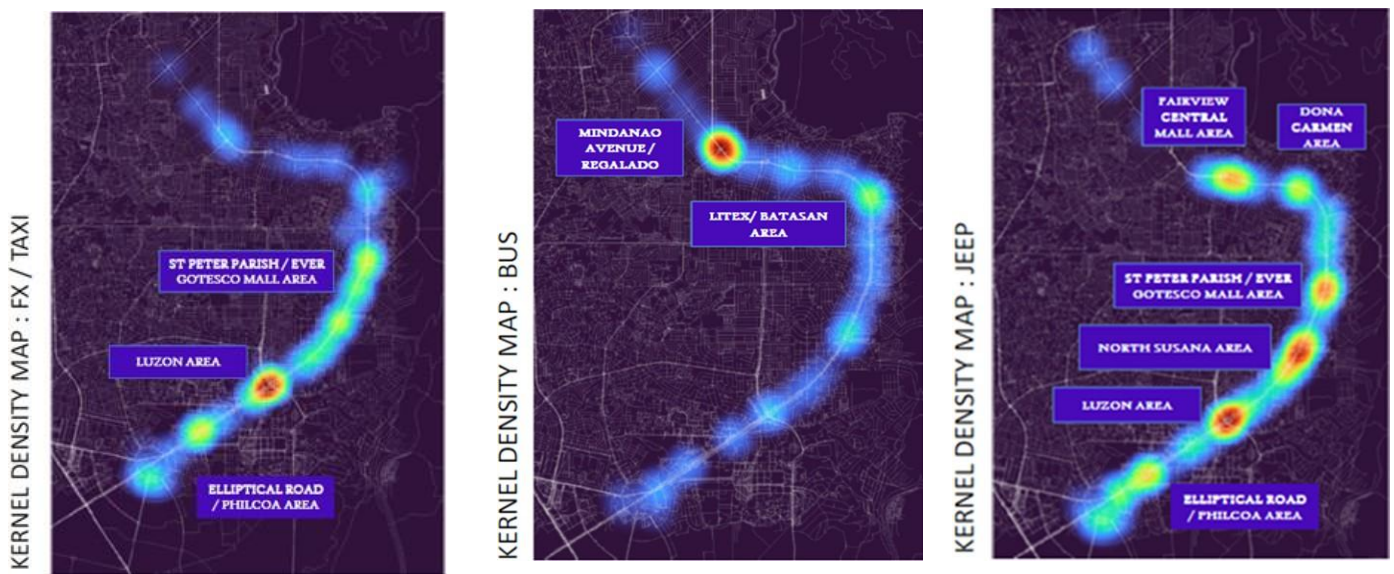 KERNEL DENSITY MAP : FX / TAXI
ST PETER PARISH / EVER
GOTESCO MALL AREA
LUZON AREA
ELLIPTICAL ROAD
/ PHILCOA AREA
KERNEL DENSITY MAP : BUS
MINDANAO
AVENUE /
REGALADO
LITEX/ BATASAN
AREA
KERNEL DENSITY MAP : JEEP
FAIRVIEW
CENTRAL
MALL AREA
DONA
CARMEN
AREA
ST PETER PARISH / EVER
GOTESCO MALL AREA
NORTH SUSANA AREA
LUZON AREA
ELLIPTICAL ROAD
/ PHILCOA AREA